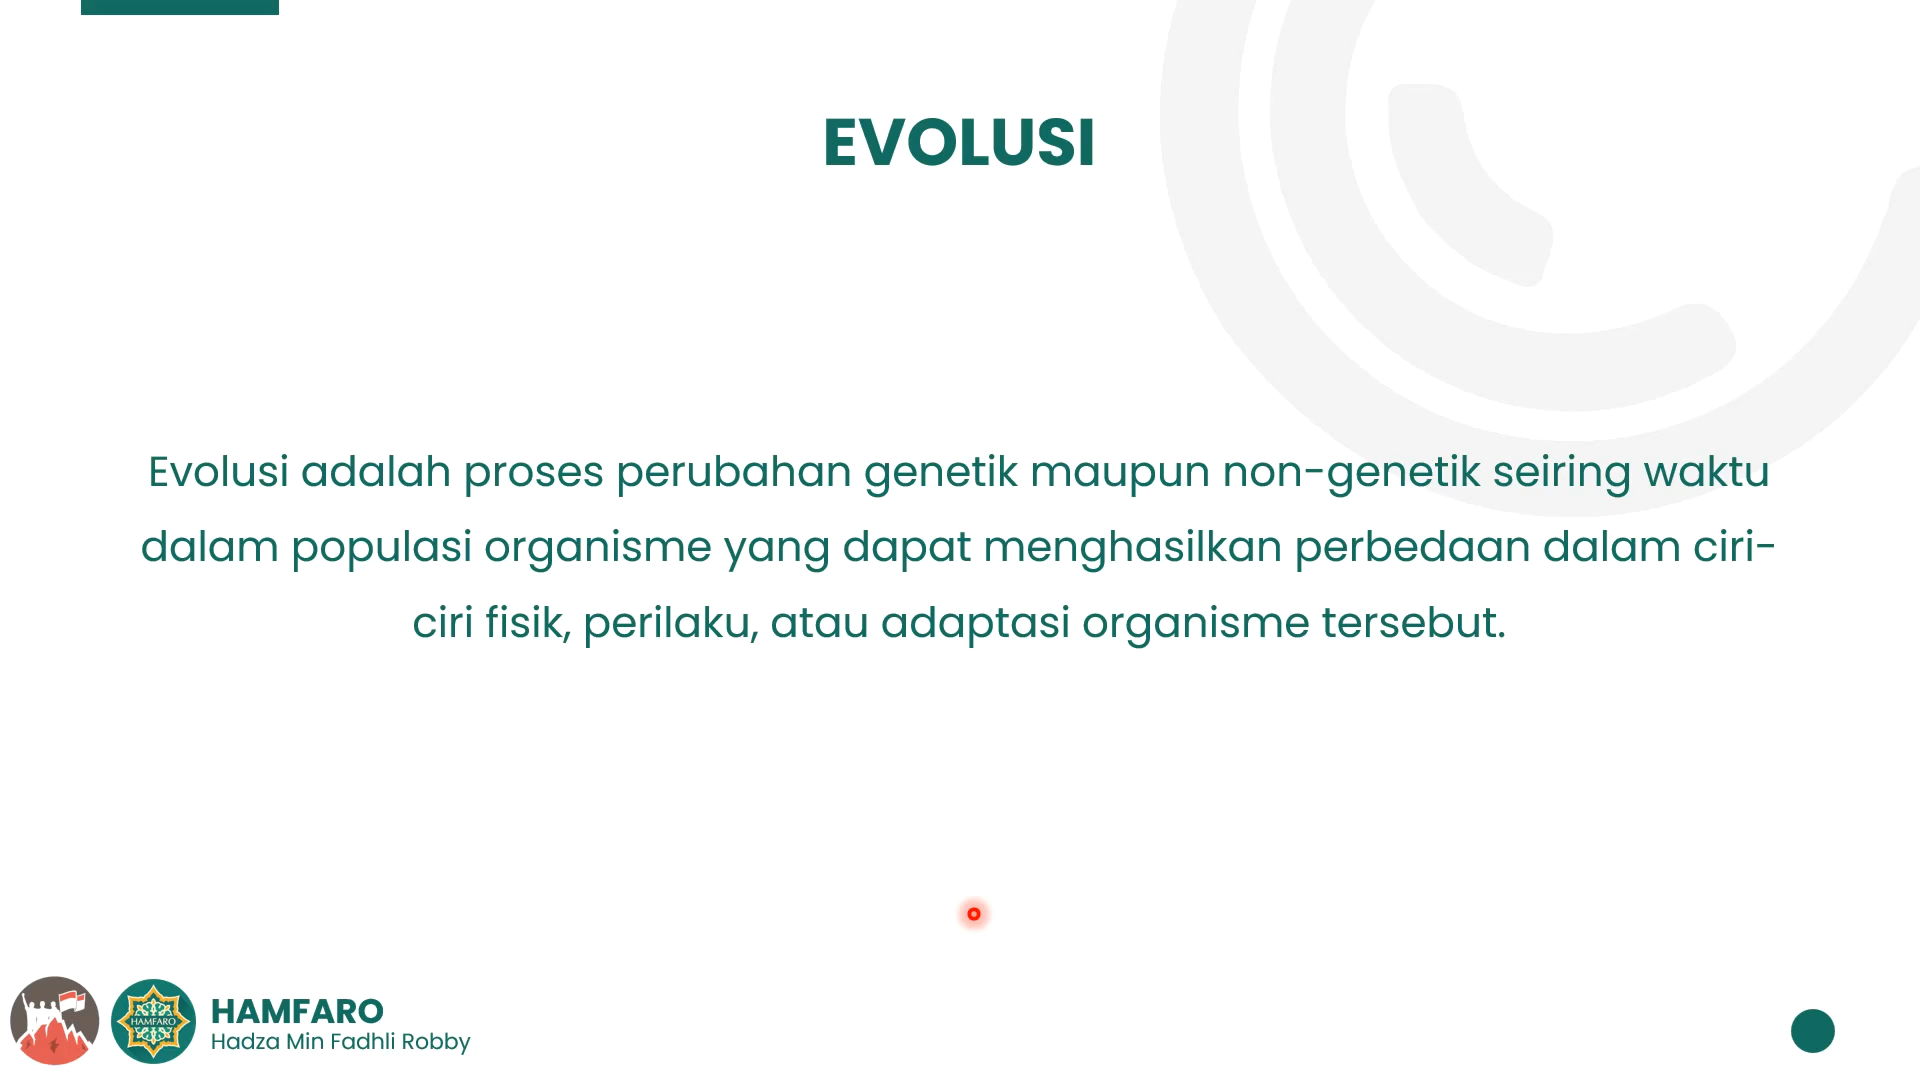 EVOLUSI
Evolusi adalah proses perubahan genetik maupun non-genetik seiring waktu
dalam populasi organisme yang dapat menghasilkan perbedaan dalam ciri-
ciri fisik, perilaku, atau adaptasi organisme tersebut.
HAMFARO
HAMFARO
Hadza Min Fadhli Robby